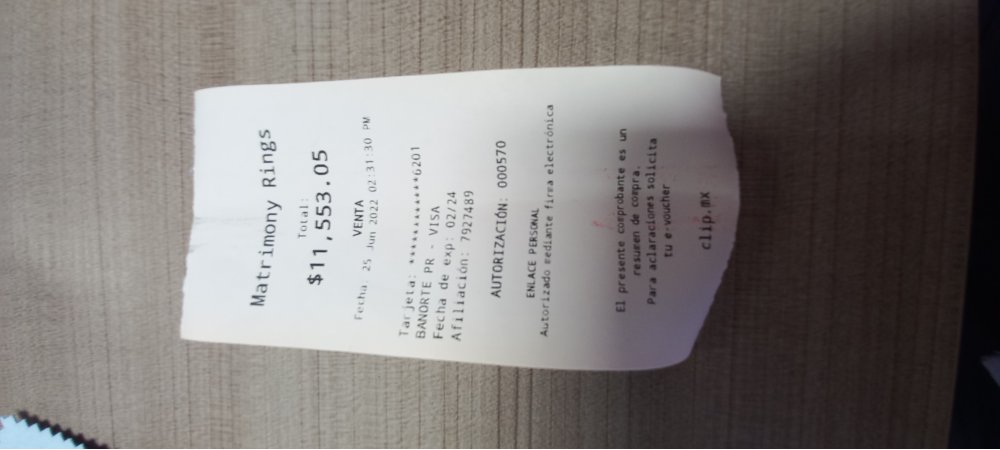 Matrimony Rings
Total:
$11,553.05
VENTA
Fecha. 25 Jun 2022 02:31:30 PM
Tarjeta: ************6201
BANORTE PR - VISA
Fecha de exp: 02/24
Afiliación: 7927489
AUTORIZACIÓN: 000570
ENLACE PERSONAL
Autorizado mediante firma electrónica
El presente comprobante es un
resumen de compra.
Para aclaraciones solicita
tu e-voucher
clip.mx